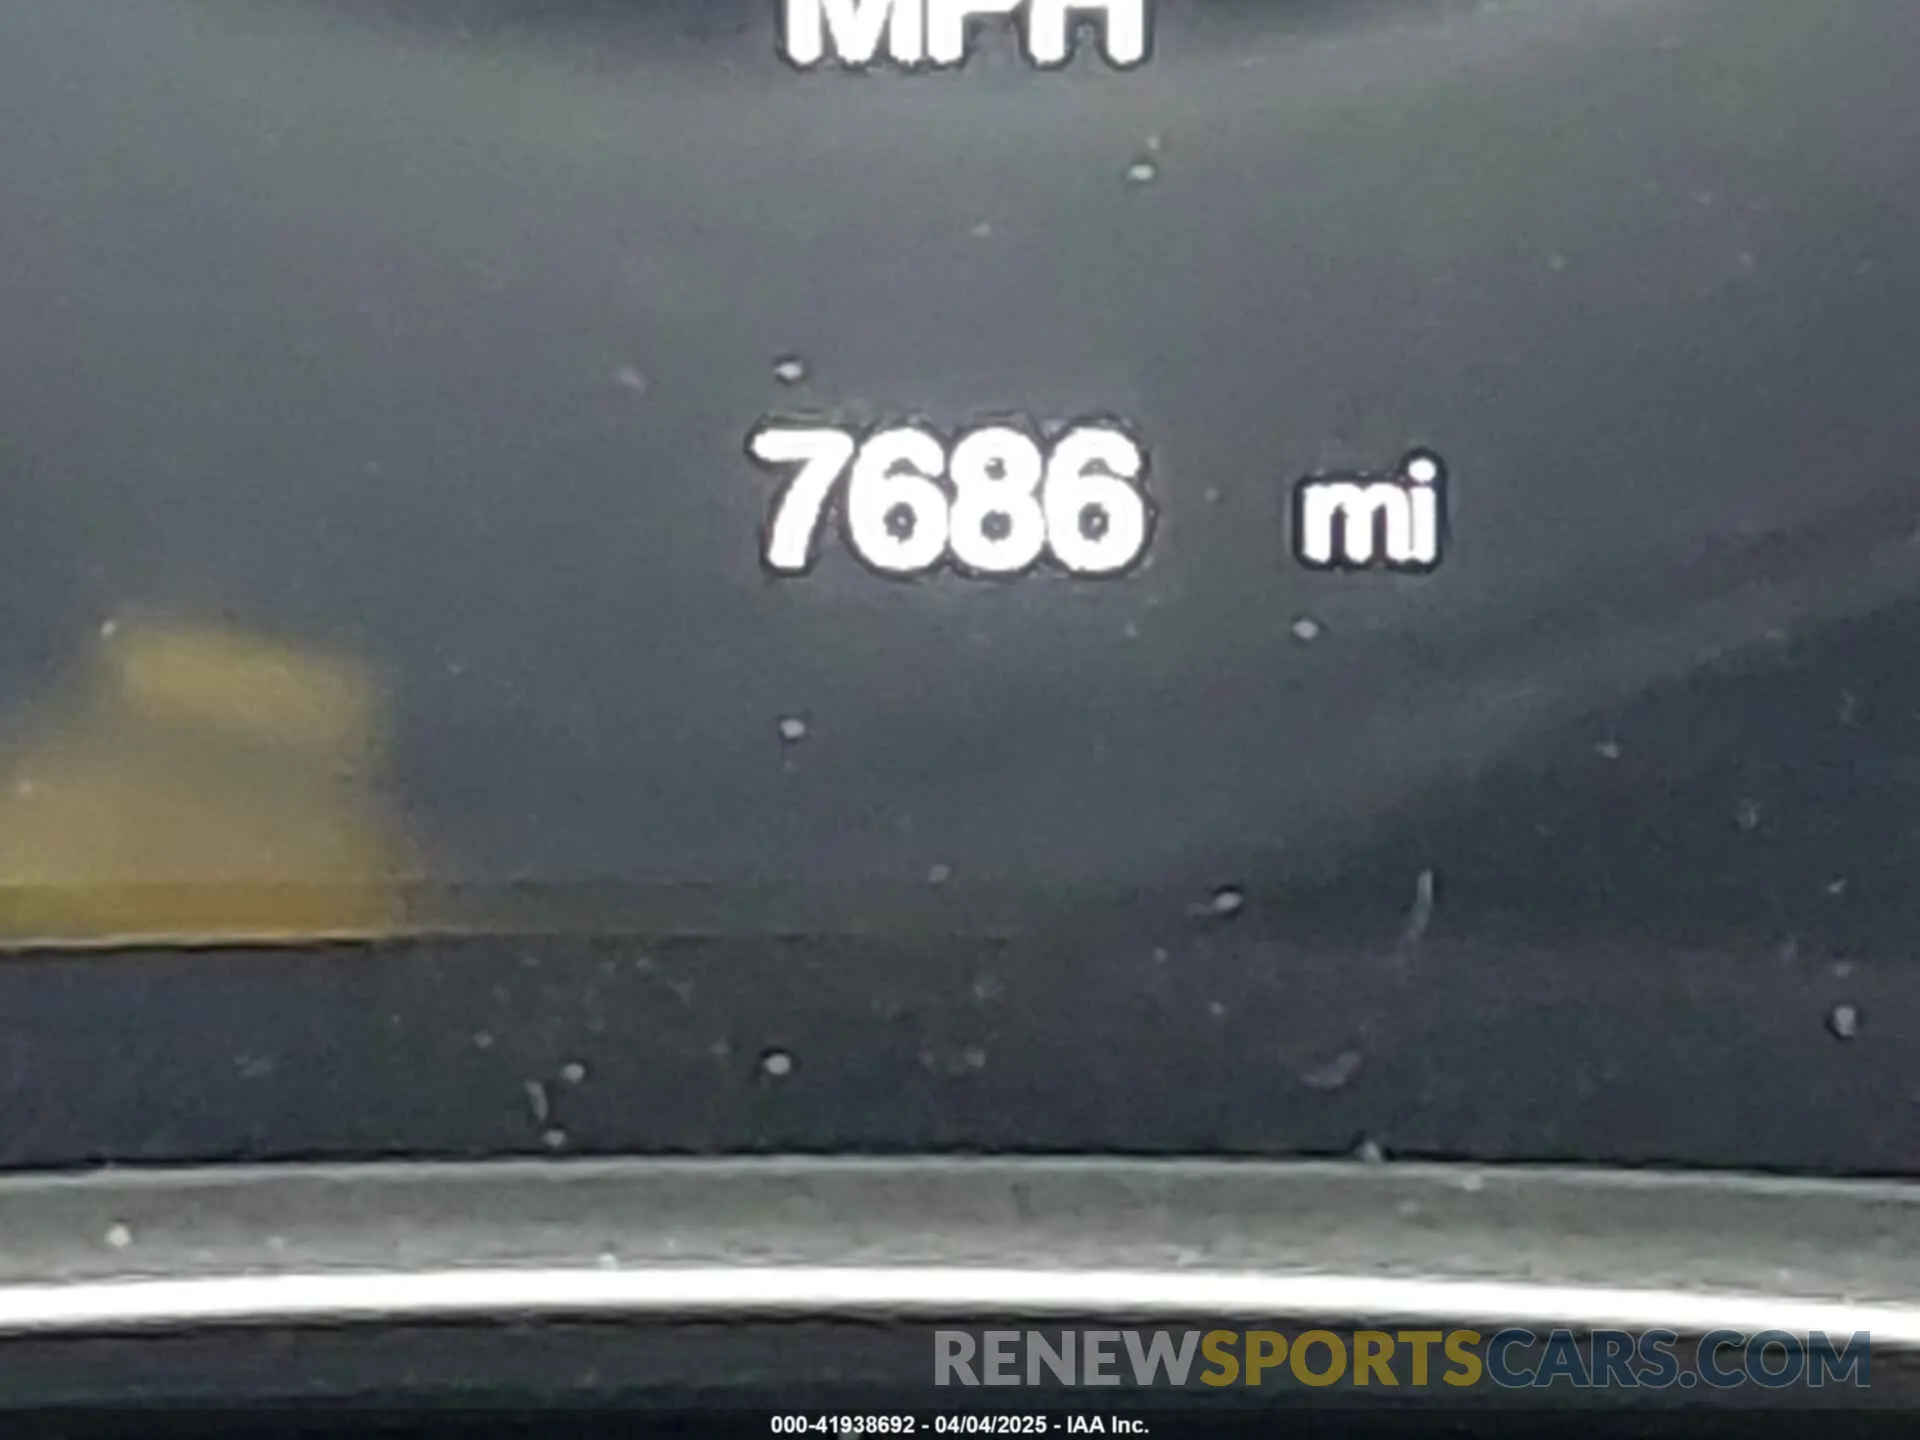 MPH
7686 mi
RENEWSPORTSCARS.COM
000-41938692 - 04/04/2025 - IAA Inc.